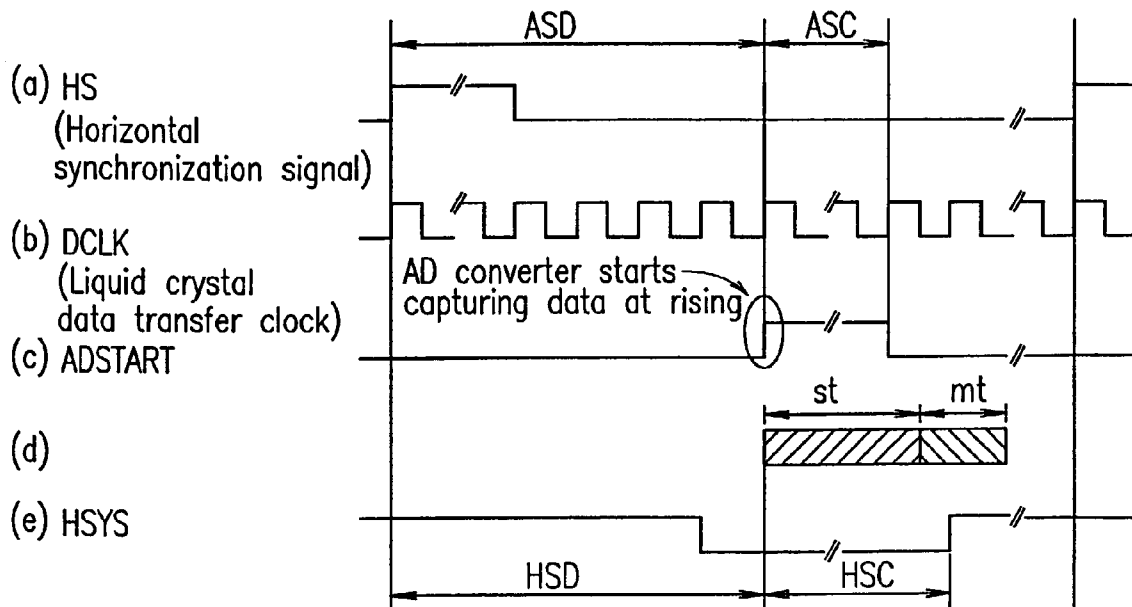 ASD
ASC
(a) HS
(Horizontal
synchronization signal)
(b) DCLK
(Liquid crystal
data transfer clock)
AD converter starts
capturing data at rising
(c) ADSTART
st
mt
(d)
(e) HSYS
HSD
HSC